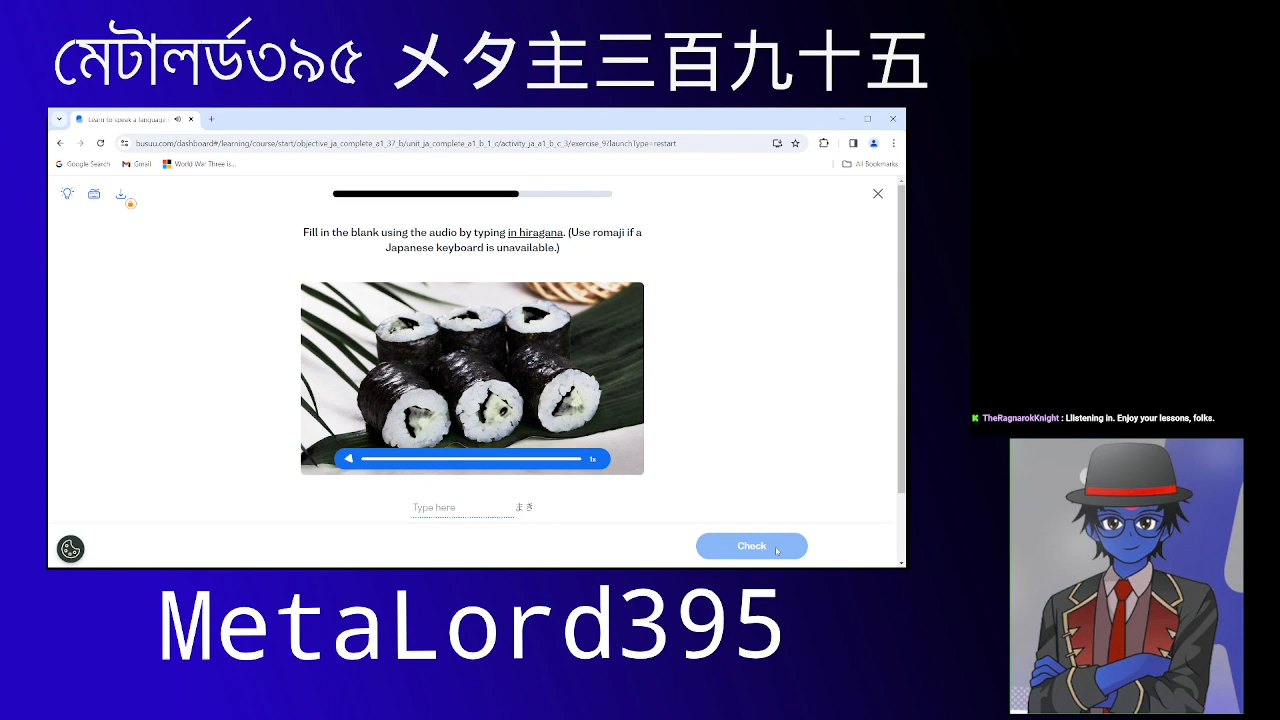 মেটালর্ড৩৯৫ メタ主三百九十五
Learn to speak a language
busuu.com/dashboard#/learning/course/start/objective_ja_complete_a1_37_b/unit_ja_complete_a1_b_1_c/activity_ja_a1_b_c_3/exercise_9?launchType=restart
Google Search Gmail World War Three is... All Bookmarks
Fill in the blank using the audio by typing in hiragana. (Use romaji if a
Japanese keyboard is unavailable.)
1x
Type here まき
Check
TheRagnarokKnight : LIistening in. Enjoy your lessons, folks.
MetaLord395